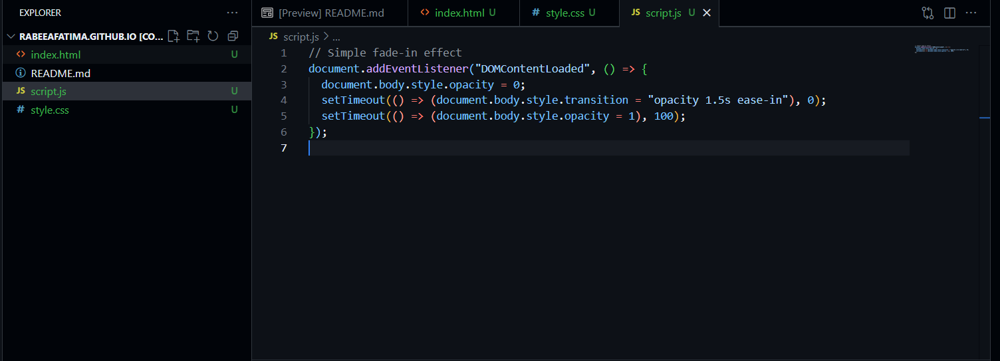 EXPLORER ...
[Preview] README.md
<> index.html U
# style.css U
JS script.js U
RABEEAFATIMA.GITHUB.IO [CO...
JS script.js > ...
<> index.html U
README.md
JS script.js U
# style.css U
1 // Simple fade-in effect
2 document.addEventListener("DOMContentLoaded", () => {
3 document.body.style.opacity = 0;
4 setTimeout(() => (document.body.style.transition = "opacity 1.5s ease-in"), 0);
5 setTimeout(() => (document.body.style.opacity = 1), 100);
6 });
7